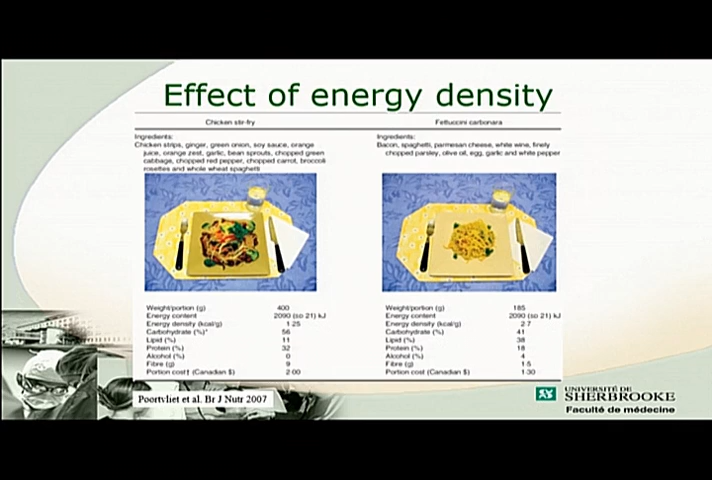 Effect of energy density
Chicken stir-fry
Ingredients:
Chicken strips, ginger, green onion, soy sauce, orange
juice, orange zest, garlic, bean sprouts, chopped green
cabbage, chopped red pepper, chopped carrot, broccoli
rosettes and whole wheat spaghetti
Weight/portion (g) 400
Energy content 2090 (SD 21) kJ
Energy density (kcal/g) 1·25
Carbohydrate (%)* 56
Lipid (%) 11
Protein (%) 32
Alcohol (%) 0
Fibre (g) 9
Portion cost† (Canadian $) 2·00
Fettuccini carbonara
Ingredients:
Bacon, spaghetti, parmesan cheese, white wine, finely
chopped parsley, olive oil, egg, garlic and white pepper
Weight/portion (g) 185
Energy content 2090 (SD 21) kJ
Energy density (kcal/g) 2·7
Carbohydrate (%) 41
Lipid (%) 38
Protein (%) 18
Alcohol (%) 4
Fibre (g) 1·5
Portion cost (Canadian $) 1·30
Poortvliet et al. Br J Nutr 2007
UNIVERSITÉ DE
SHERBROOKE
Faculté de médecine